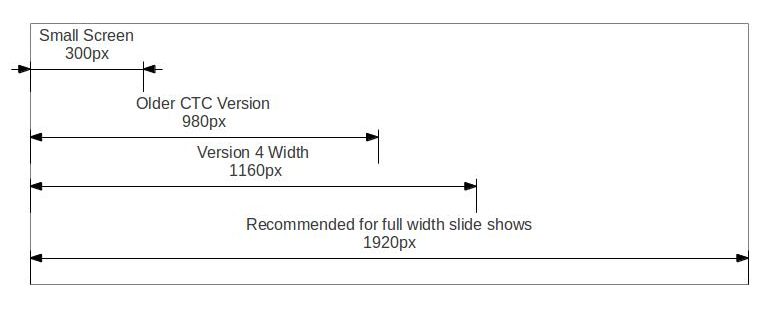 Small Screen
300px
Older CTC Version
980px
Version 4 Width
1160px
Recommended for full width slide shows
1920px